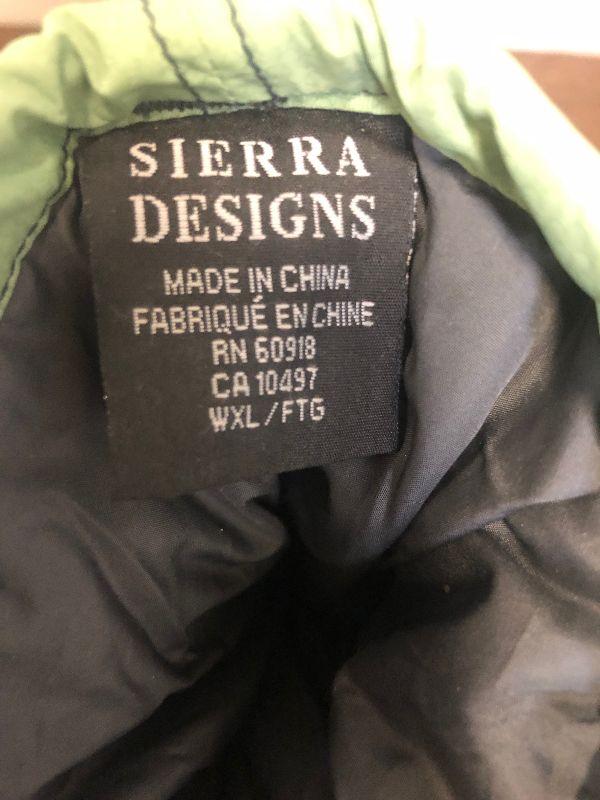 SIERRA
DESIGNS
MADE IN CHINA
FABRIQUÉ EN CHINE
RN 60918
CA 10497
WXL/FTG